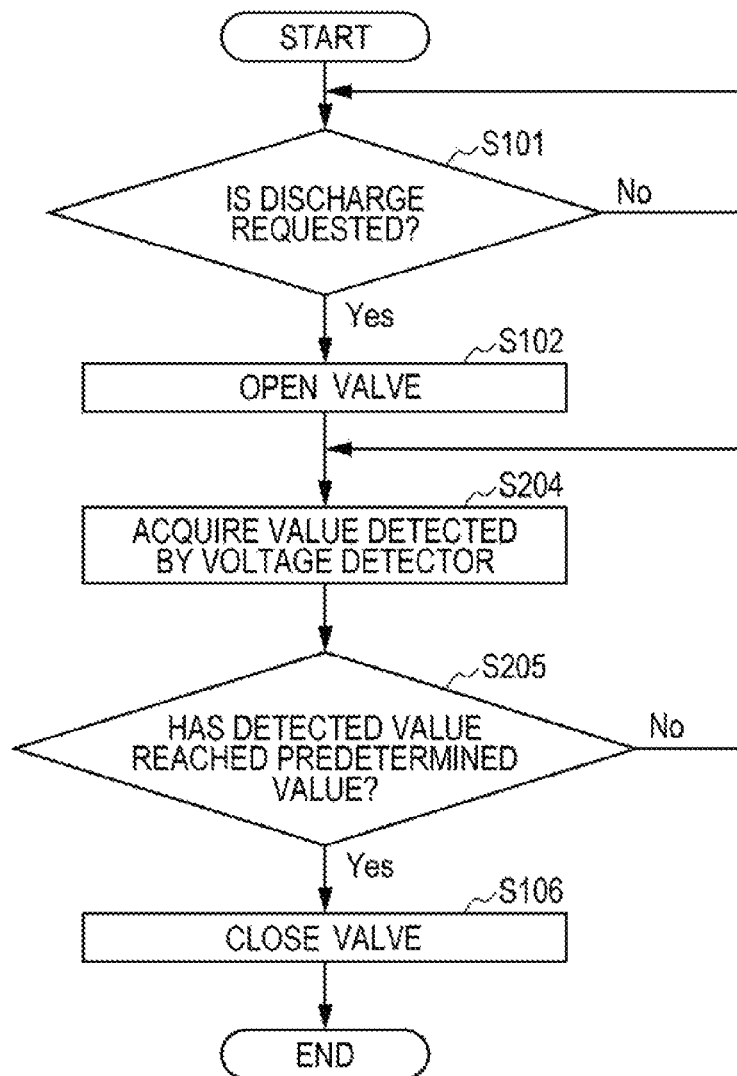 START
S101
IS DISCHARGE
REQUESTED?
No
Yes
S102
OPEN VALVE
S204
ACQUIRE VALUE DETECTED
BY VOLTAGE DETECTOR
S205
HAS DETECTED VALUE
REACHED PREDETERMINED
VALUE?
No
Yes
S106
CLOSE VALVE
END